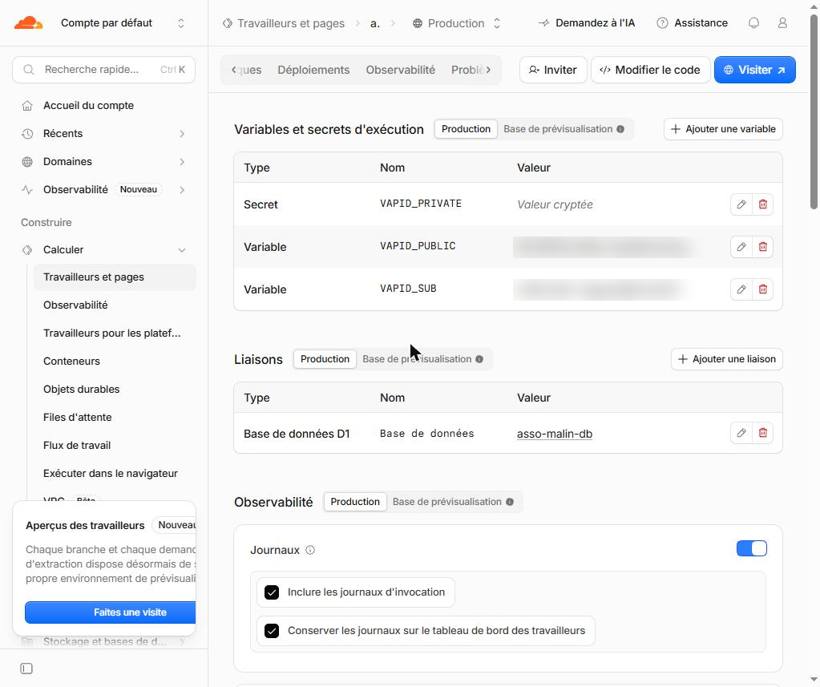 Compte par défaut
Travailleurs et pages
a.
Production
Demandez à l'IA
Assistance
Recherche rapide...
Ctrl K
ques
Déploiements
Observabilité
Problè
Inviter
Modifier le code
Visiter
Accueil du compte
Récents
Domaines
Observabilité
Nouveau
Construire
Calculer
Travailleurs et pages
Observabilité
Travailleurs pour les platef...
Conteneurs
Objets durables
Files d'attente
Flux de travail
Exécuter dans le navigateur
VPC
Bêta
Aperçus des travailleurs
Nouveau
Chaque branche et chaque demand
d'extraction dispose désormais de s
propre environnement de prévisuali
Faites une visite
Stockage et bases de d...
Variables et secrets d'exécution
Production
Base de prévisualisation
Ajouter une variable
Type Nom Valeur
Secret VAPID_PRIVATE Valeur cryptée
Variable VAPID_PUBLIC
Variable VAPID_SUB
Liaisons
Production
Base de prévisualisation
Ajouter une liaison
Type Nom Valeur
Base de données D1 Base de données asso-malin-db
Observabilité
Production
Base de prévisualisation
Journaux
Inclure les journaux d'invocation
Conserver les journaux sur le tableau de bord des travailleurs